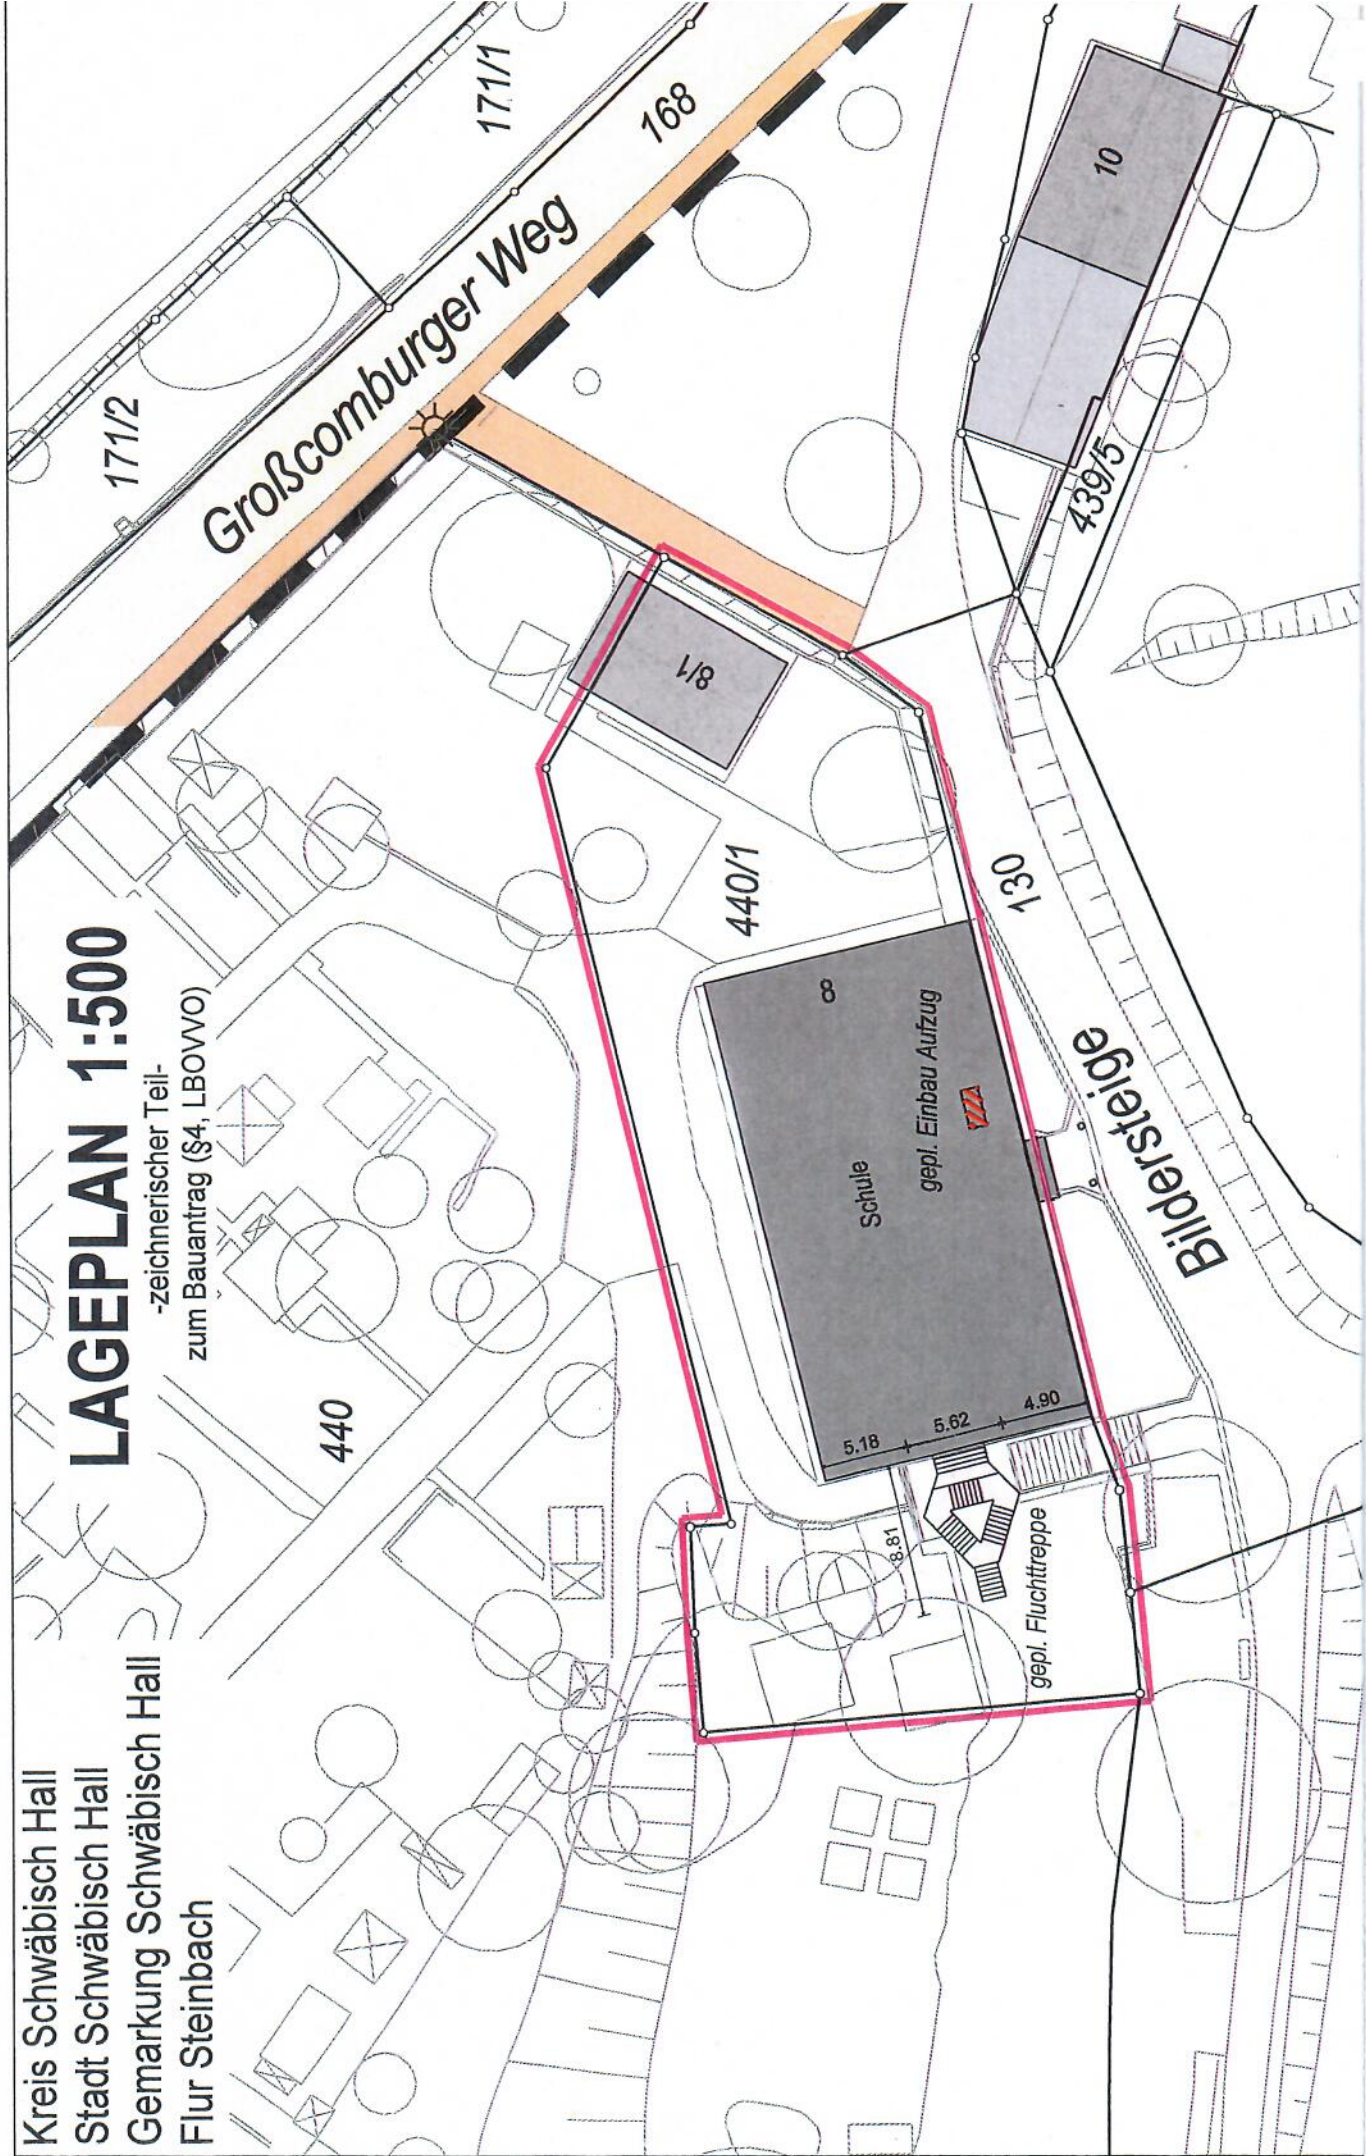 Kreis Schwäbisch Hall
Stadt Schwäbisch Hall
Gemarkung Schwäbisch Hall
Flur Steinbach
LAGEPLAN 1:500
-zeichnerischer Teil-
zum Bauantrag (§4, LBOVVO)
171/2
171/1
Großcomburger Weg
168
440
8/1
440/1
8
Schule
gepl. Einbau Aufzug
5.18
5.62
4.90
8.81
gepl. Fluchttreppe
130
Bildersteige
439/5
10